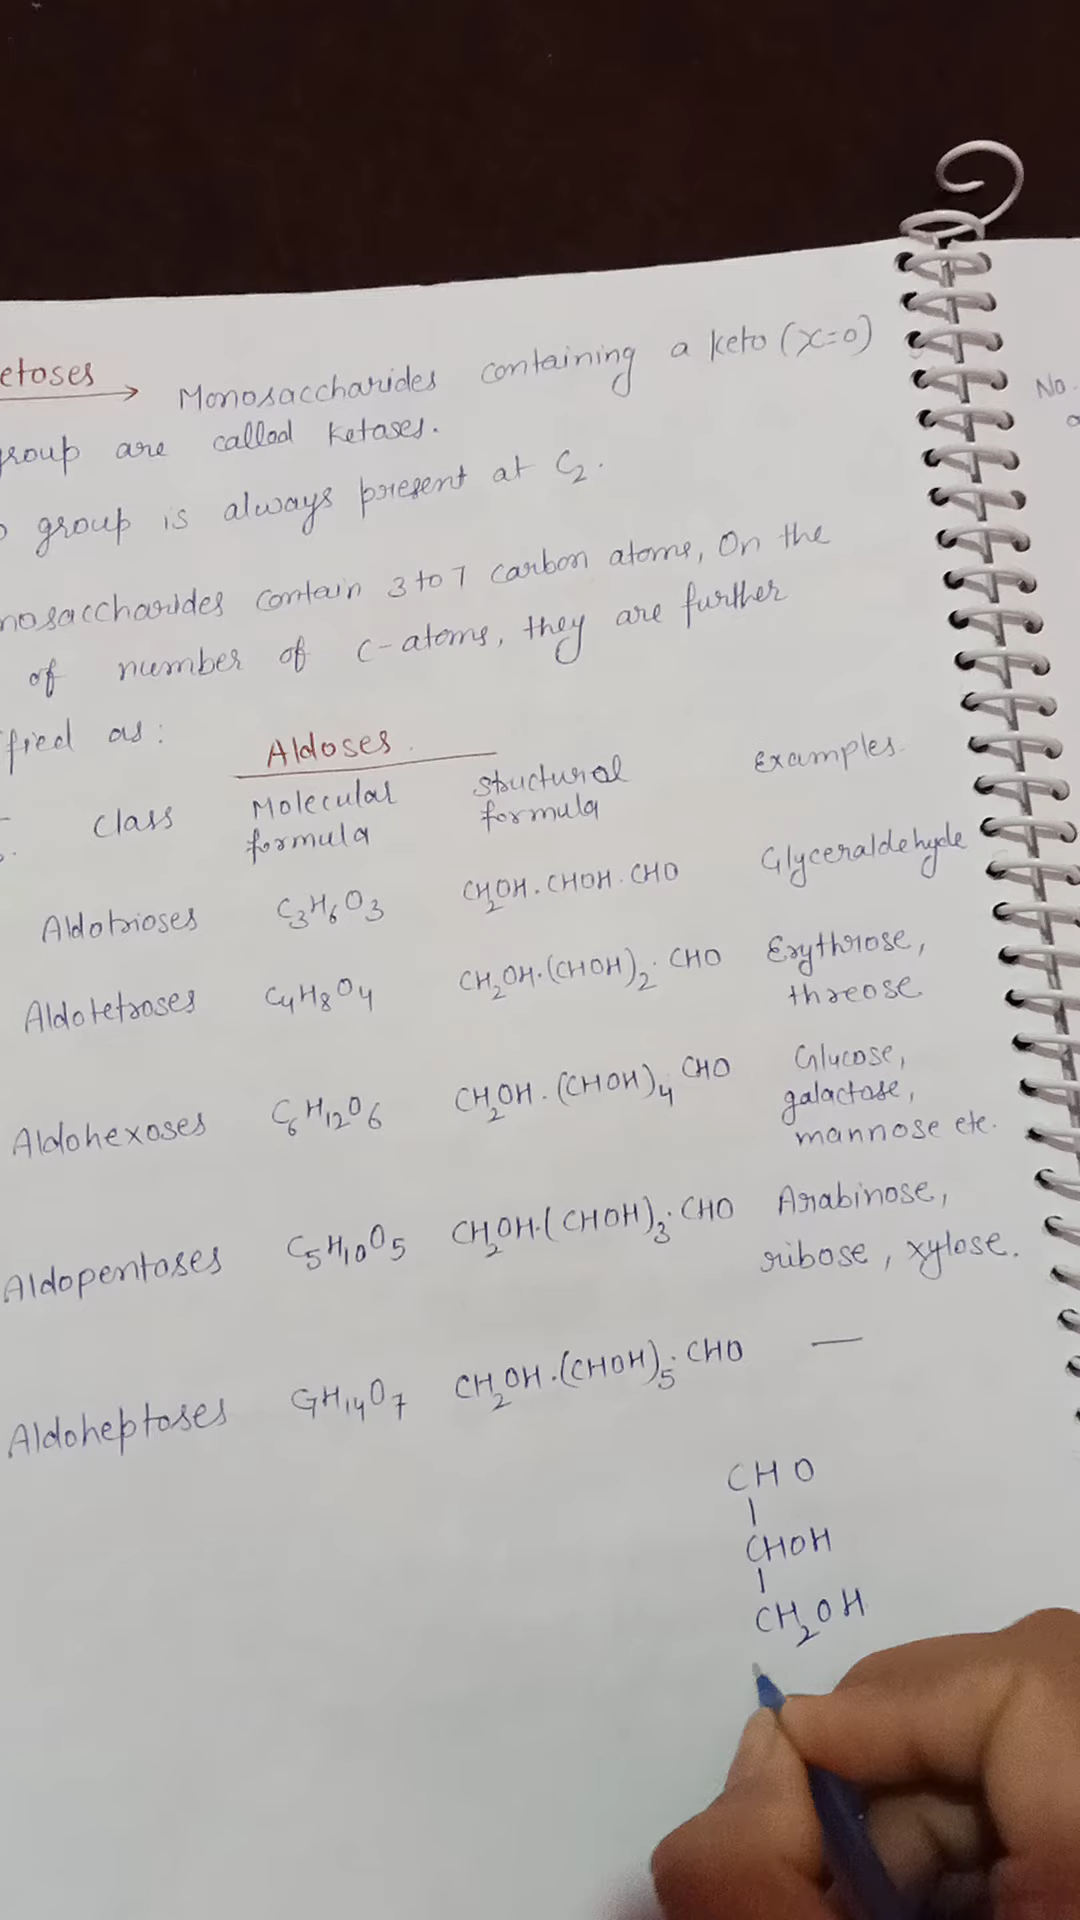 etoses → Monosaccharides containing a keto (>C=O)
group are called Ketoses.
group is always present at C2.
nosaccharides contain 3 to 7 carbon atoms, On the
of number of C-atoms, they are further
fied as:
Aldoses
Class Molecular formula Structural formula Examples
Aldotrioses C3H6O3 CH2OH.CHOH.CHO Glyceraldehyde
Aldotetroses C4H8O4 CH2OH.(CHOH)2.CHO Erythrose,
threose
Aldohexoses C6H12O6 CH2OH.(CHOH)4 CHO Glucose,
galactose,
mannose etc.
Aldopentoses C5H10O5 CH2OH.(CHOH)3.CHO Arabinose,
ribose, xylose.
Aldoheptoses C7H14O7 CH2OH.(CHOH)5.CHO —
CHO
|
CHOH
|
CH2OH
No.